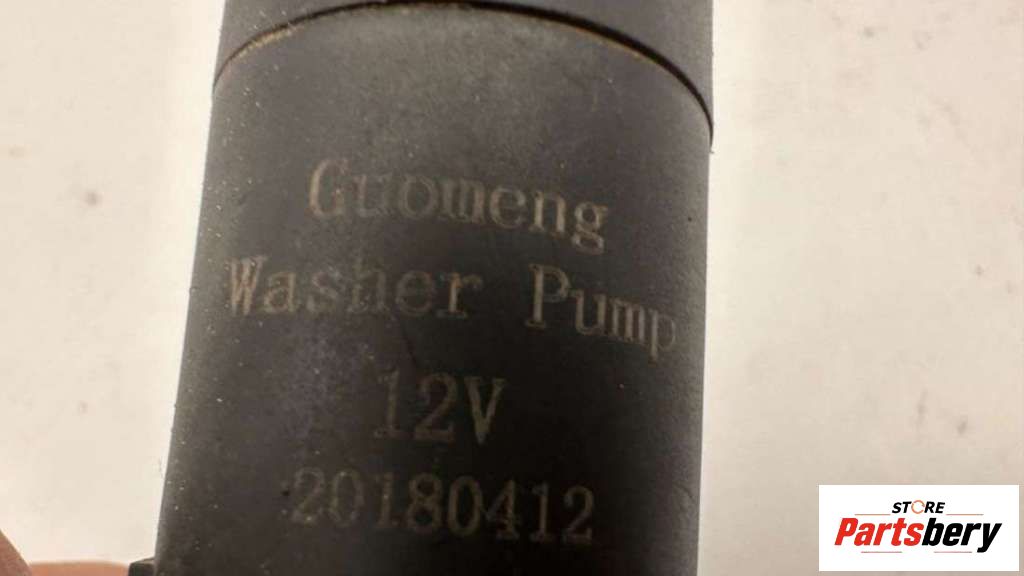 Guomeng
Washer Pump
12V
20180412
STORE
Partsbery